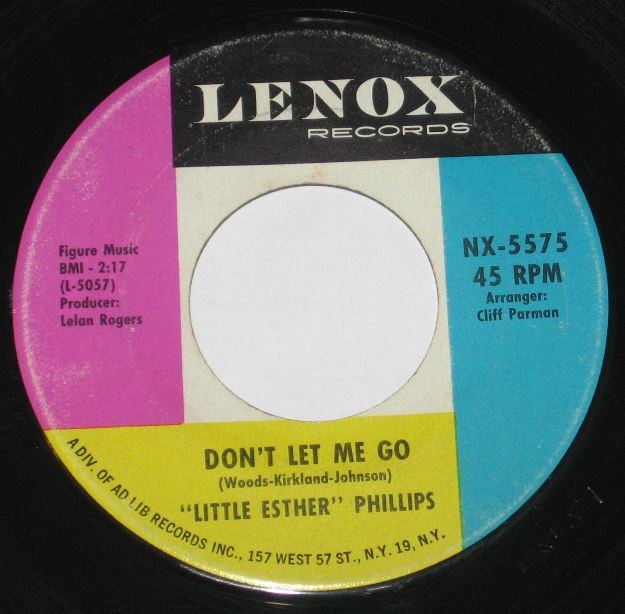 LENOX
RECORDS
Figure Music
BMI - 2:17
(L-5057)
Producer:
Lelan Rogers
NX-5575
45 RPM
Arranger:
Cliff Parman
DON'T LET ME GO
(Woods-Kirkland-Johnson)
"LITTLE ESTHER" PHILLIPS
A DIV. OF AD LIB RECORDS INC., 157 WEST 57 ST., N.Y. 19, N.Y.